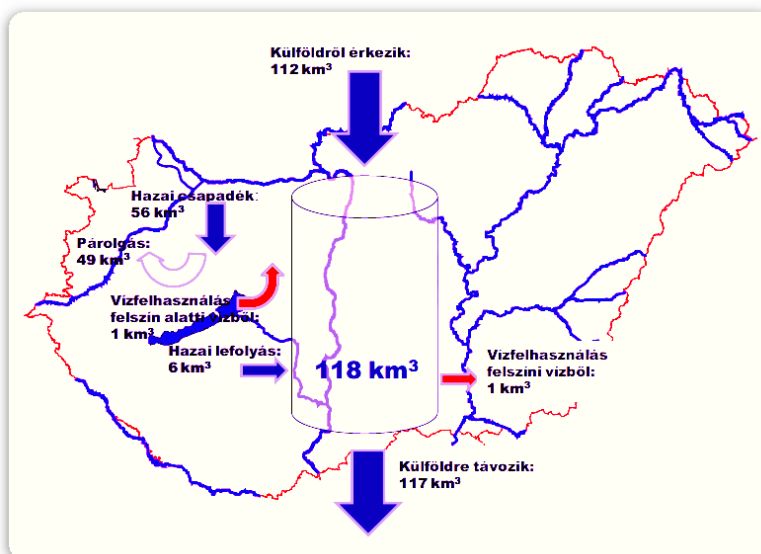 Külföldről érkezik:
112 km³
Hazai csapadék:
56 km³
Párolgás:
49 km³
Vízfelhasználás
felszín alatti vízből:
1 km³
Hazai lefolyás:
6 km³
118 km³
Vízfelhasználás
felszíni vízből:
1 km³
Külföldre távozik:
117 km³